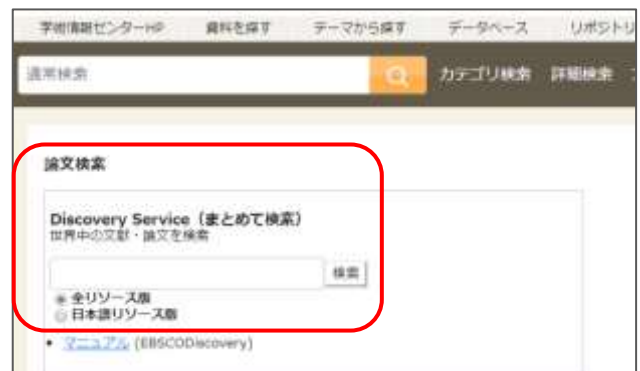 学術情報センターHP 資料を探す テーマから探す データベース リポジトリ
通常検索 カテゴリ検索 詳細検索
論文検索
Discovery Service（まとめて検索）
世界中の文献・論文を検索
検索
全リソース版
日本語リソース版
マニュアル (EBSCODiscovery)